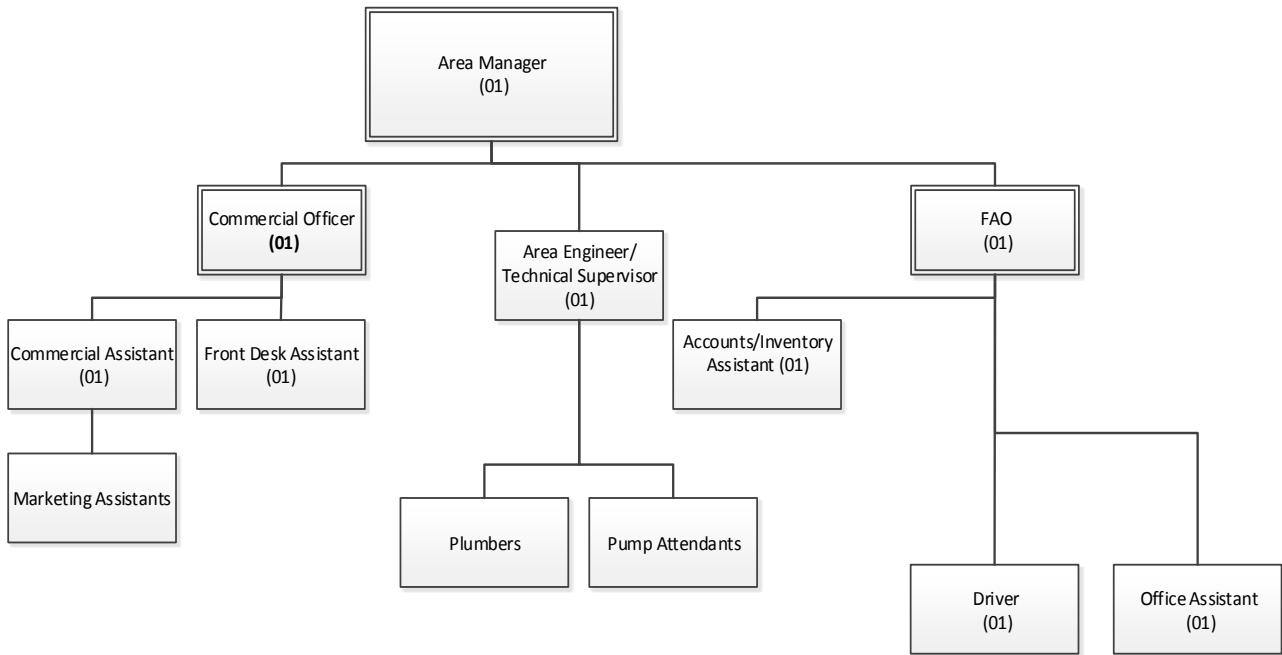 Area Manager
(01)
Commercial Officer
(01)
Area Engineer/
Technical Supervisor
(01)
FAO
(01)
Commercial Assistant
(01)
Front Desk Assistant
(01)
Accounts/Inventory
Assistant (01)
Marketing Assistants
Plumbers
Pump Attendants
Driver
(01)
Office Assistant
(01)